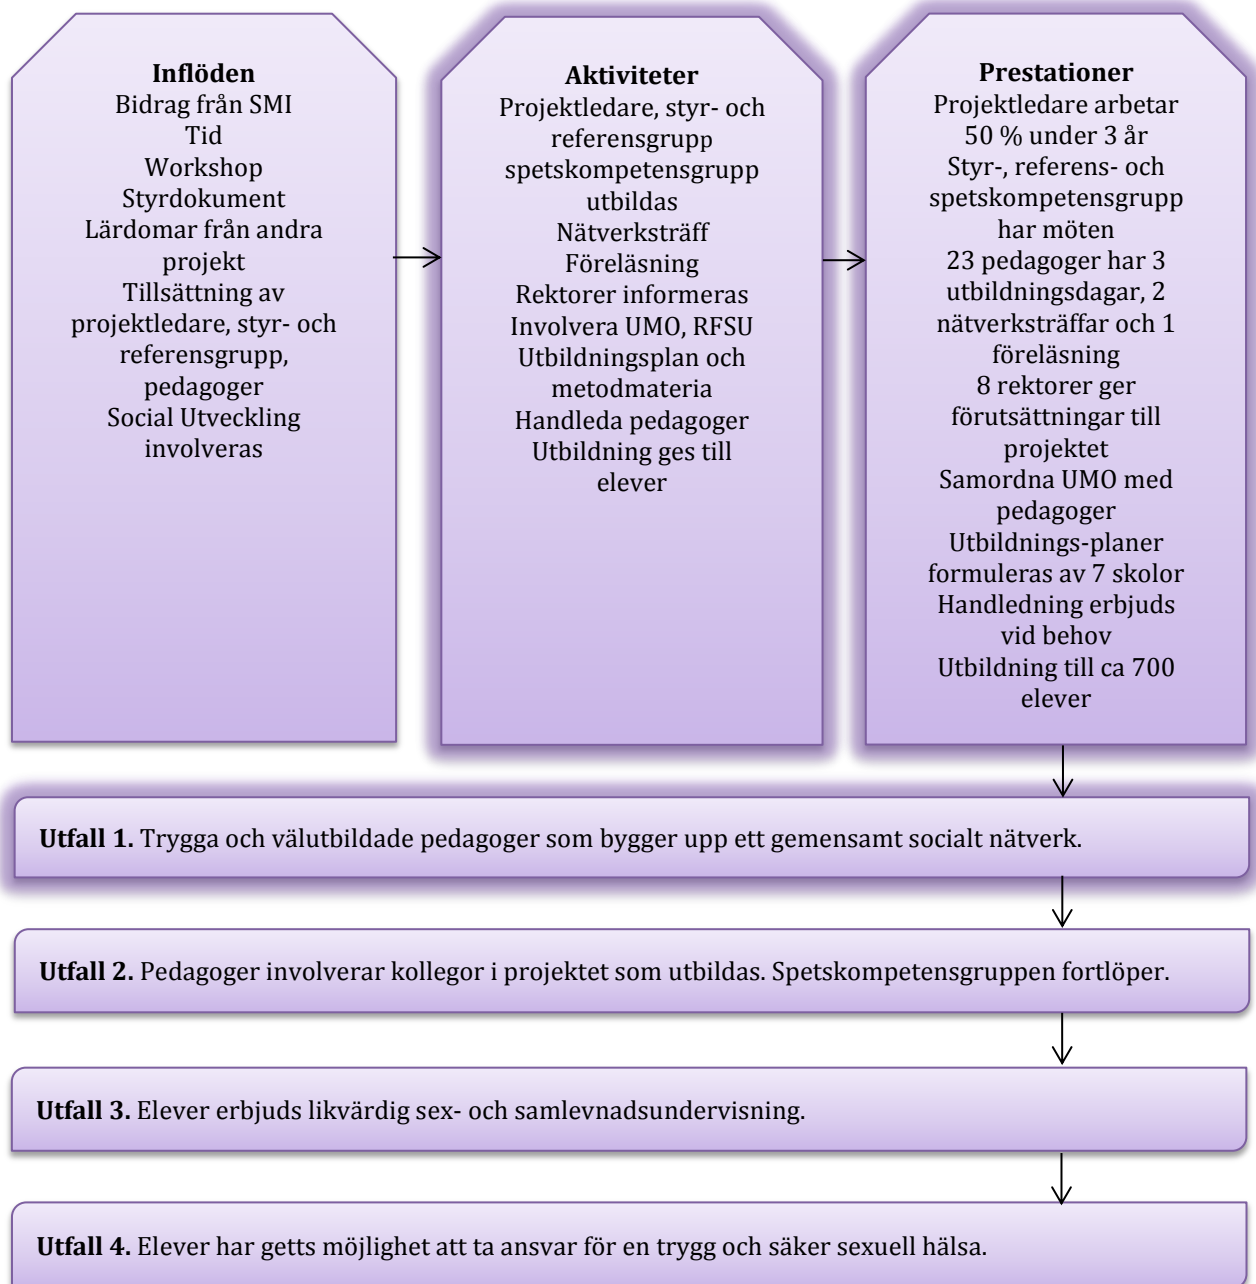 Inflöden
Bidrag från SMI
Tid
Workshop
Styrdokument
Lärdomar från andra
projekt
Tillsättning av
projektledare, styr- och
referensgrupp,
pedagoger
Social Utveckling
involveras
Aktiviteter
Projektledare, styr- och
referensgrupp
spetskompetensgrupp
utbildas
Nätverksträff
Föreläsning
Rektorer informeras
Involvera UMO, RFSU
Utbildningsplan och
metodmateria
Handleda pedagoger
Utbildning ges till
elever
Prestationer
Projektledare arbetar
50 % under 3 år
Styr-, referens- och
spetskompetensgrupp
har möten
23 pedagoger har 3
utbildningsdagar, 2
nätverksträffar och 1
föreläsning
8 rektorer ger
förutsättningar till
projektet
Samordna UMO med
pedagoger
Utbildnings-planer
formuleras av 7 skolor
Handledning erbjuds
vid behov
Utbildning till ca 700
elever
Utfall 1. Trygga och välutbildade pedagoger som bygger upp ett gemensamt socialt nätverk.
Utfall 2. Pedagoger involverar kollegor i projektet som utbildas. Spetskompetensgruppen fortlöper.
Utfall 3. Elever erbjuds likvärdig sex- och samlevnadsundervisning.
Utfall 4. Elever har getts möjlighet att ta ansvar för en trygg och säker sexuell hälsa.